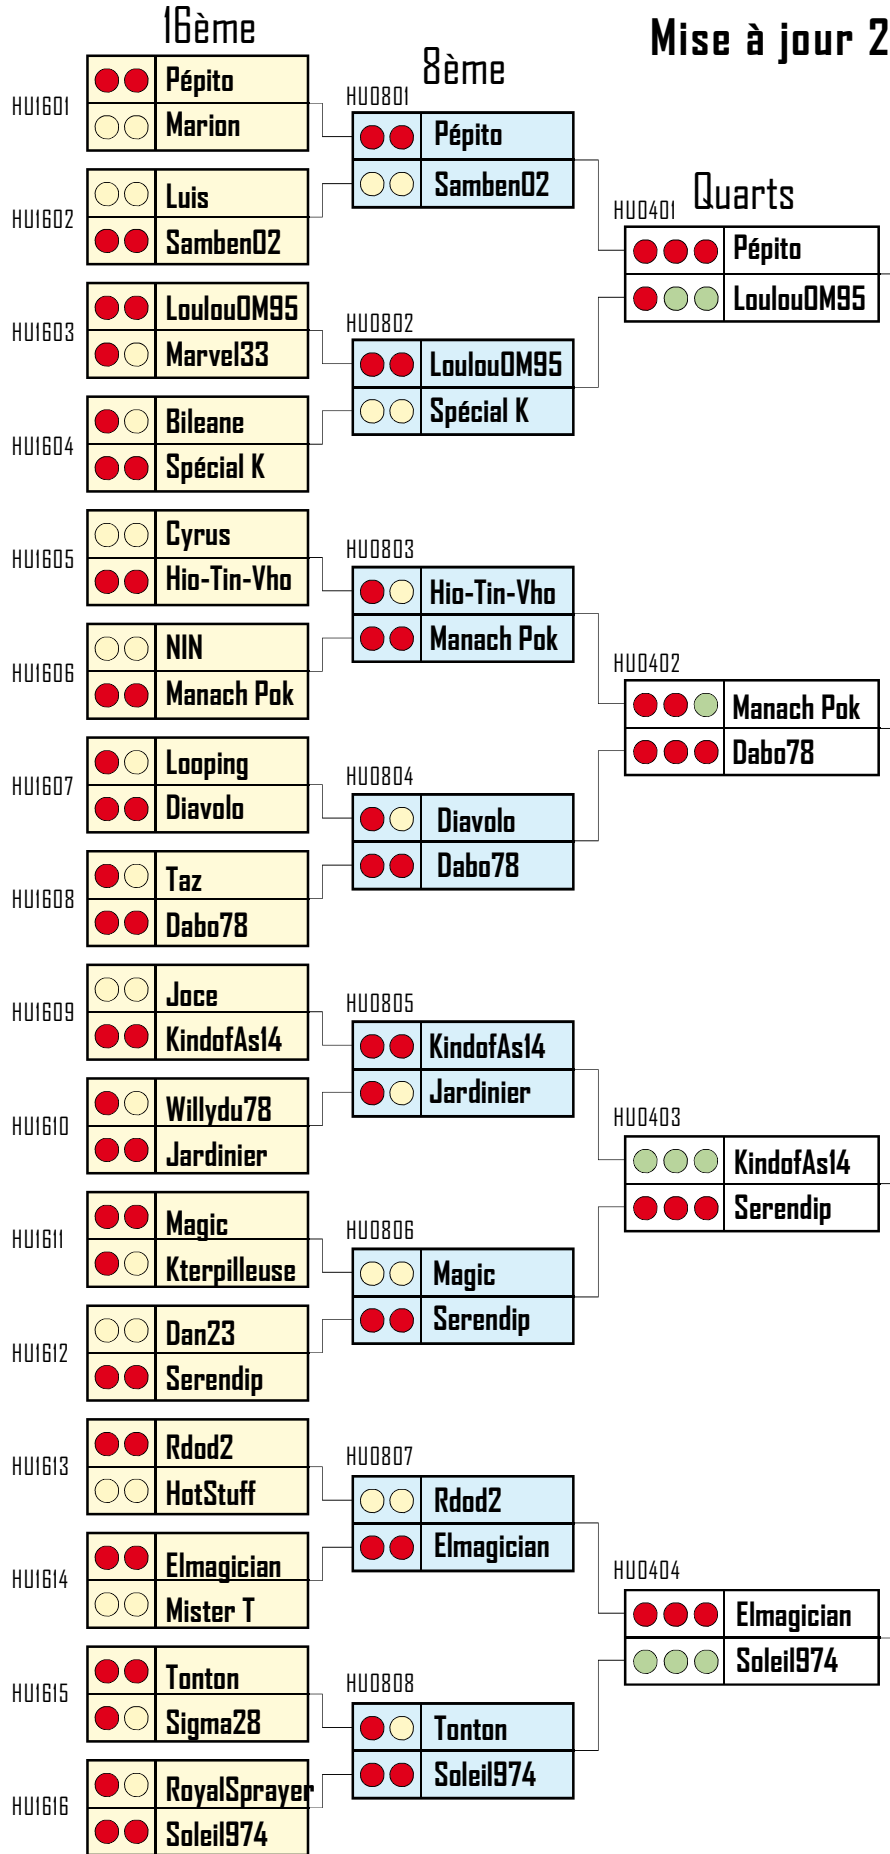 16ème
8ème
Mise à jour 2
Quarts
HU1601
Pépito
Marion
HU1602
Luis
Samben02
HU1603
LoulouOM95
Marvel33
HU1604
Bileane
Spécial K
HU1605
Cyrus
Hio-Tin-Vho
HU1606
NIN
Manach Pok
HU1607
Looping
Diavolo
HU1608
Taz
Dabo78
HU1609
Joce
KindofAs14
HU1610
Willydu78
Jardinier
HU1611
Magic
Kterpilleuse
HU1612
Dan23
Serendip
HU1613
Rdod2
HotStuff
HU1614
Elmagician
Mister T
HU1615
Tonton
Sigma28
HU1616
RoyalSprayer
Soleil974
HU0801
Pépito
Samben02
HU0802
LoulouOM95
Spécial K
HU0803
Hio-Tin-Vho
Manach Pok
HU0804
Diavolo
Dabo78
HU0805
KindofAs14
Jardinier
HU0806
Magic
Serendip
HU0807
Rdod2
Elmagician
HU0808
Tonton
Soleil974
HU0401
Pépito
LoulouOM95
HU0402
Manach Pok
Dabo78
HU0403
KindofAs14
Serendip
HU0404
Elmagician
Soleil974